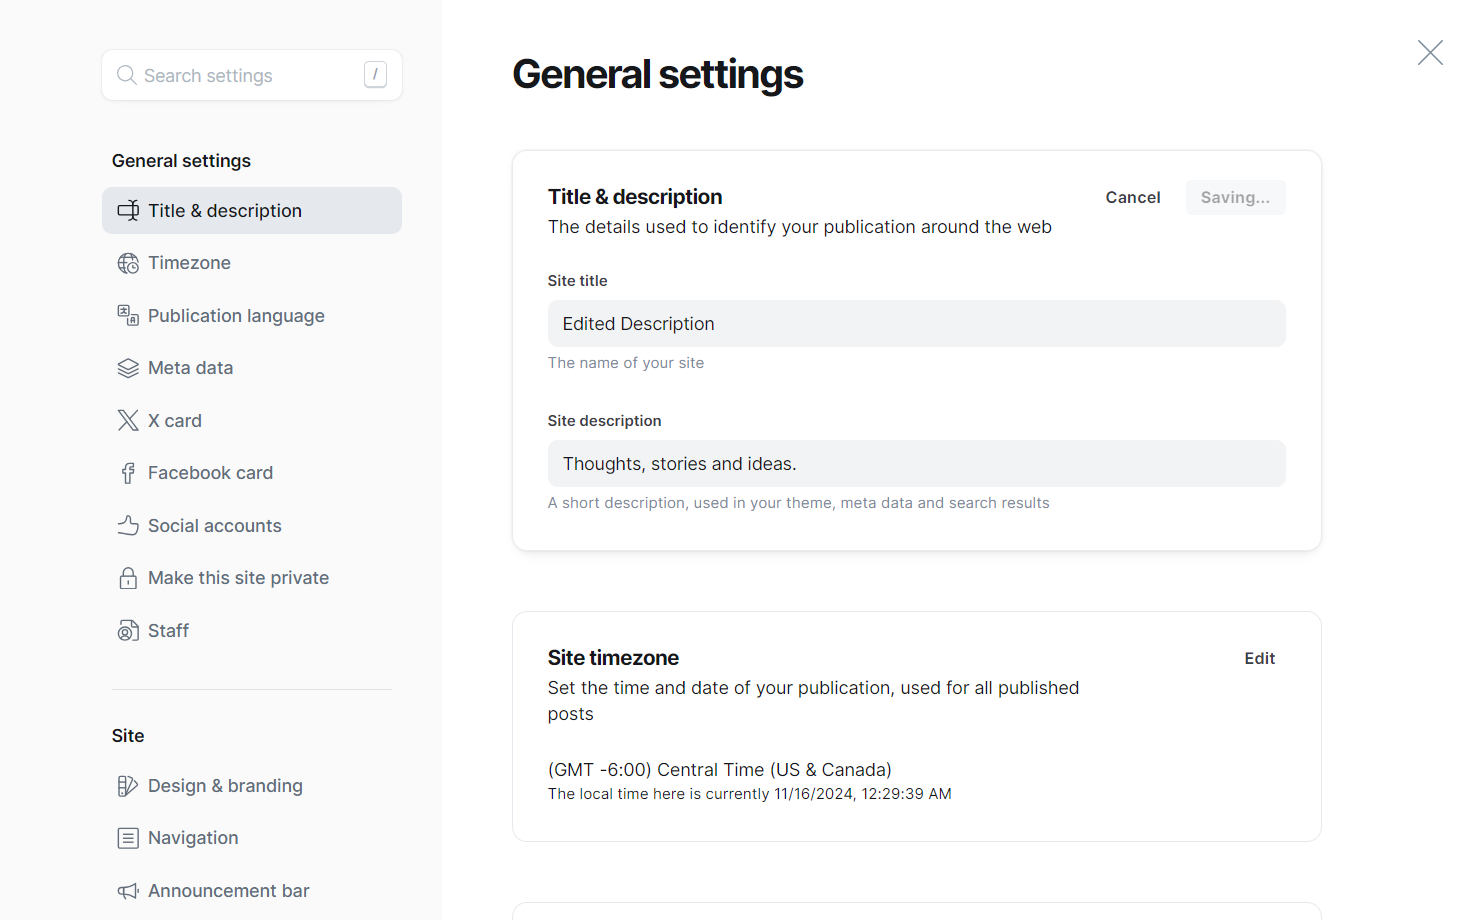 Search settings
/
General settings
Title & description
Timezone
Publication language
Meta data
X card
Facebook card
Social accounts
Make this site private
Staff
Site
Design & branding
Navigation
Announcement bar
General settings
Title & description
Cancel
Saving...
The details used to identify your publication around the web
Site title
Edited Description
The name of your site
Site description
Thoughts, stories and ideas.
A short description, used in your theme, meta data and search results
Site timezone
Edit
Set the time and date of your publication, used for all published
posts
(GMT -6:00) Central Time (US & Canada)
The local time here is currently 11/16/2024, 12:29:39 AM